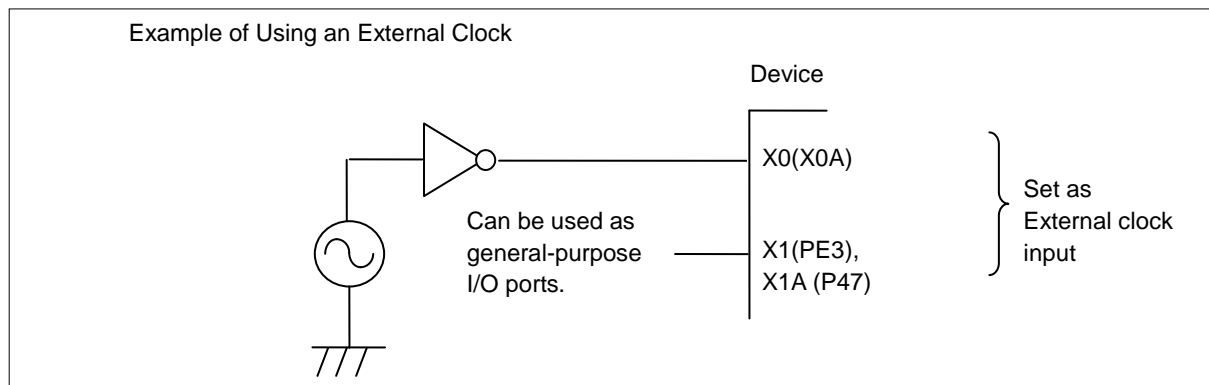 Example of Using an External Clock
Device
X0(X0A)
Can be used as
general-purpose
I/O ports.
X1(PE3),
X1A (P47)
Set as
External clock
input